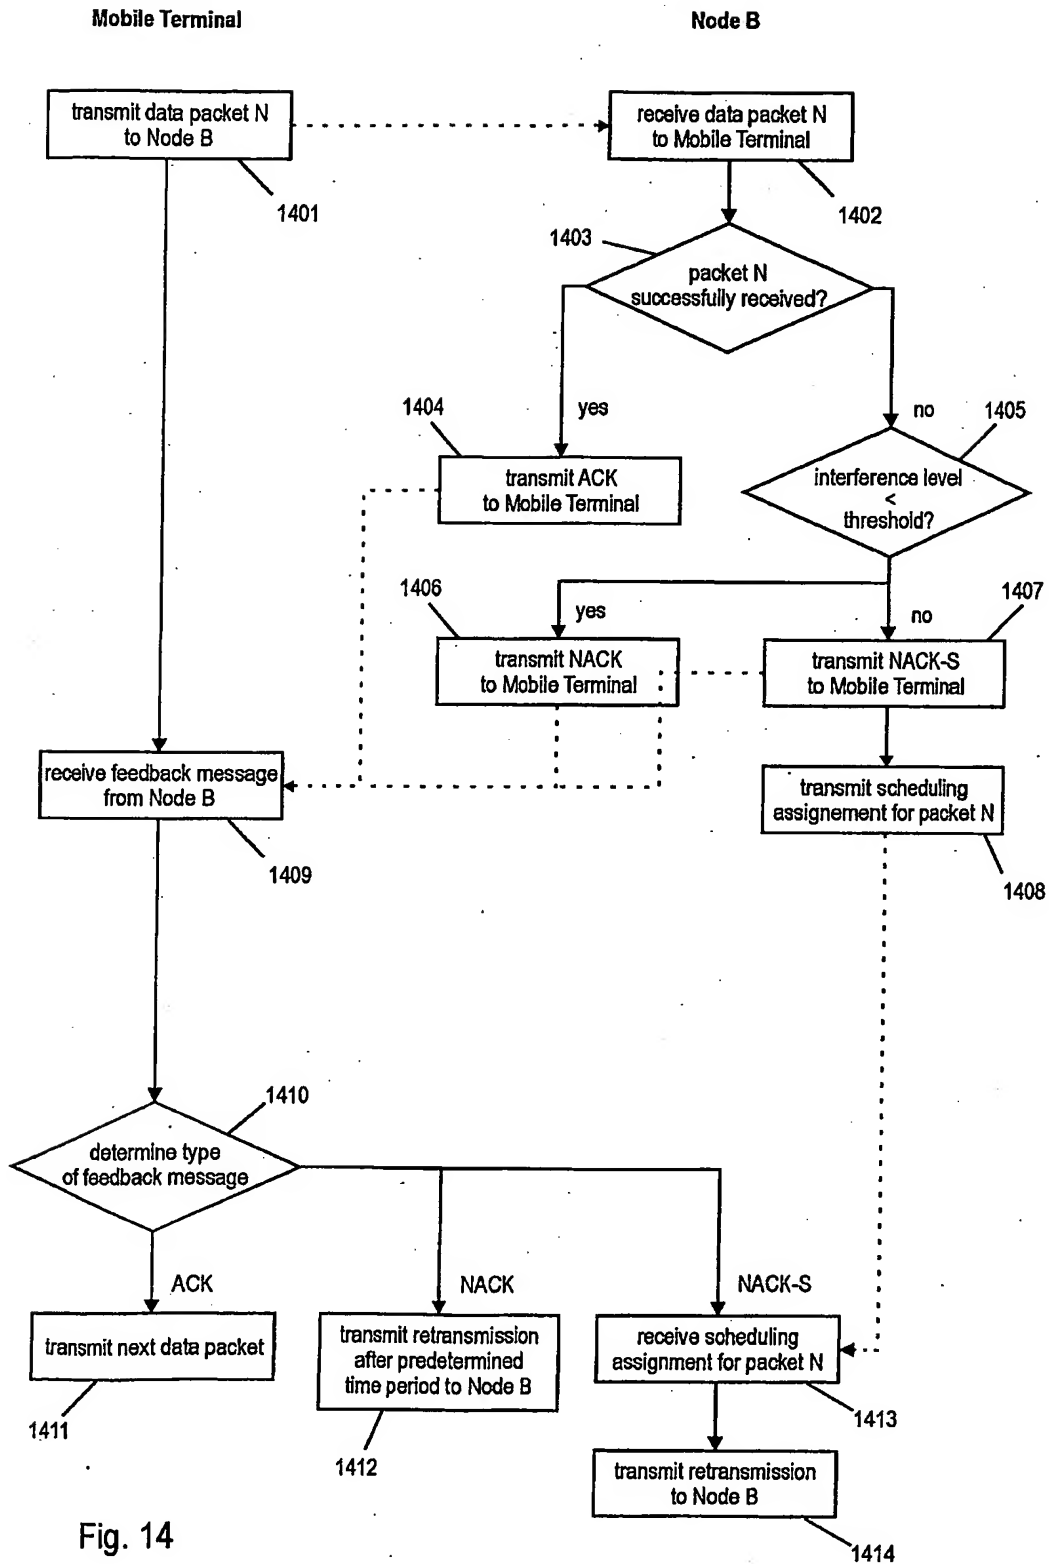 Mobile Terminal
Node B
transmit data packet N
to Node B
receive data packet N
to Mobile Terminal
1401
1402
1403
packet N
successfully received?
1404
yes
no
1405
transmit ACK
to Mobile Terminal
interference level
<
threshold?
1406
yes
no
1407
transmit NACK
to Mobile Terminal
transmit NACK-S
to Mobile Terminal
receive feedback message
from Node B
transmit scheduling
assignement for packet N
1409
1408
1410
determine type
of feedback message
ACK
NACK
NACK-S
transmit next data packet
transmit retransmission
after predetermined
time period to Node B
receive scheduling
assignment for packet N
1411
1412
1413
transmit retransmission
to Node B
1414
Fig. 14